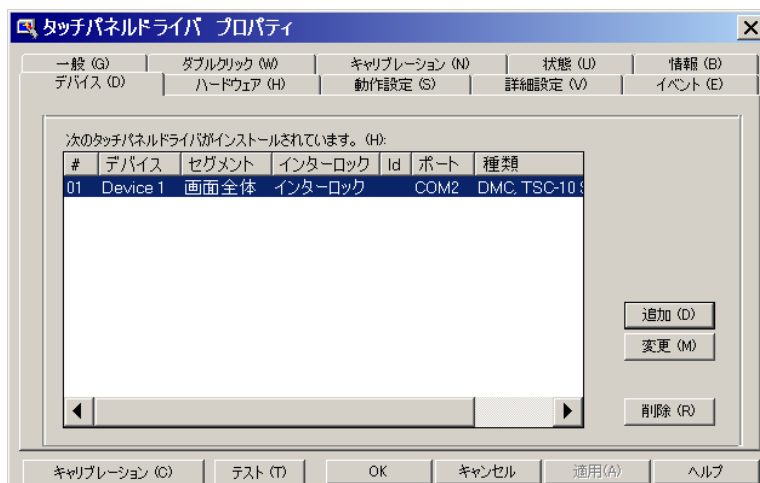 タッチパネルドライバ プロパティ
一般 (G) ダブルクリック (W) キャリブレーション (N) 状態 (U) 情報 (B)
デバイス (D) ハードウェア (H) 動作設定 (S) 詳細設定 (V) イベント (E)
次のタッチパネルドライバがインストールされています。(H):
# デバイス セグメント インターロック Id ポート 種類
01 Device 1 画面全体 インターロック COM2 DMC, TSC-10 S
追加 (D)
変更 (M)
削除 (R)
キャリブレーション (C) テスト (T) OK キャンセル 適用(A) ヘルプ